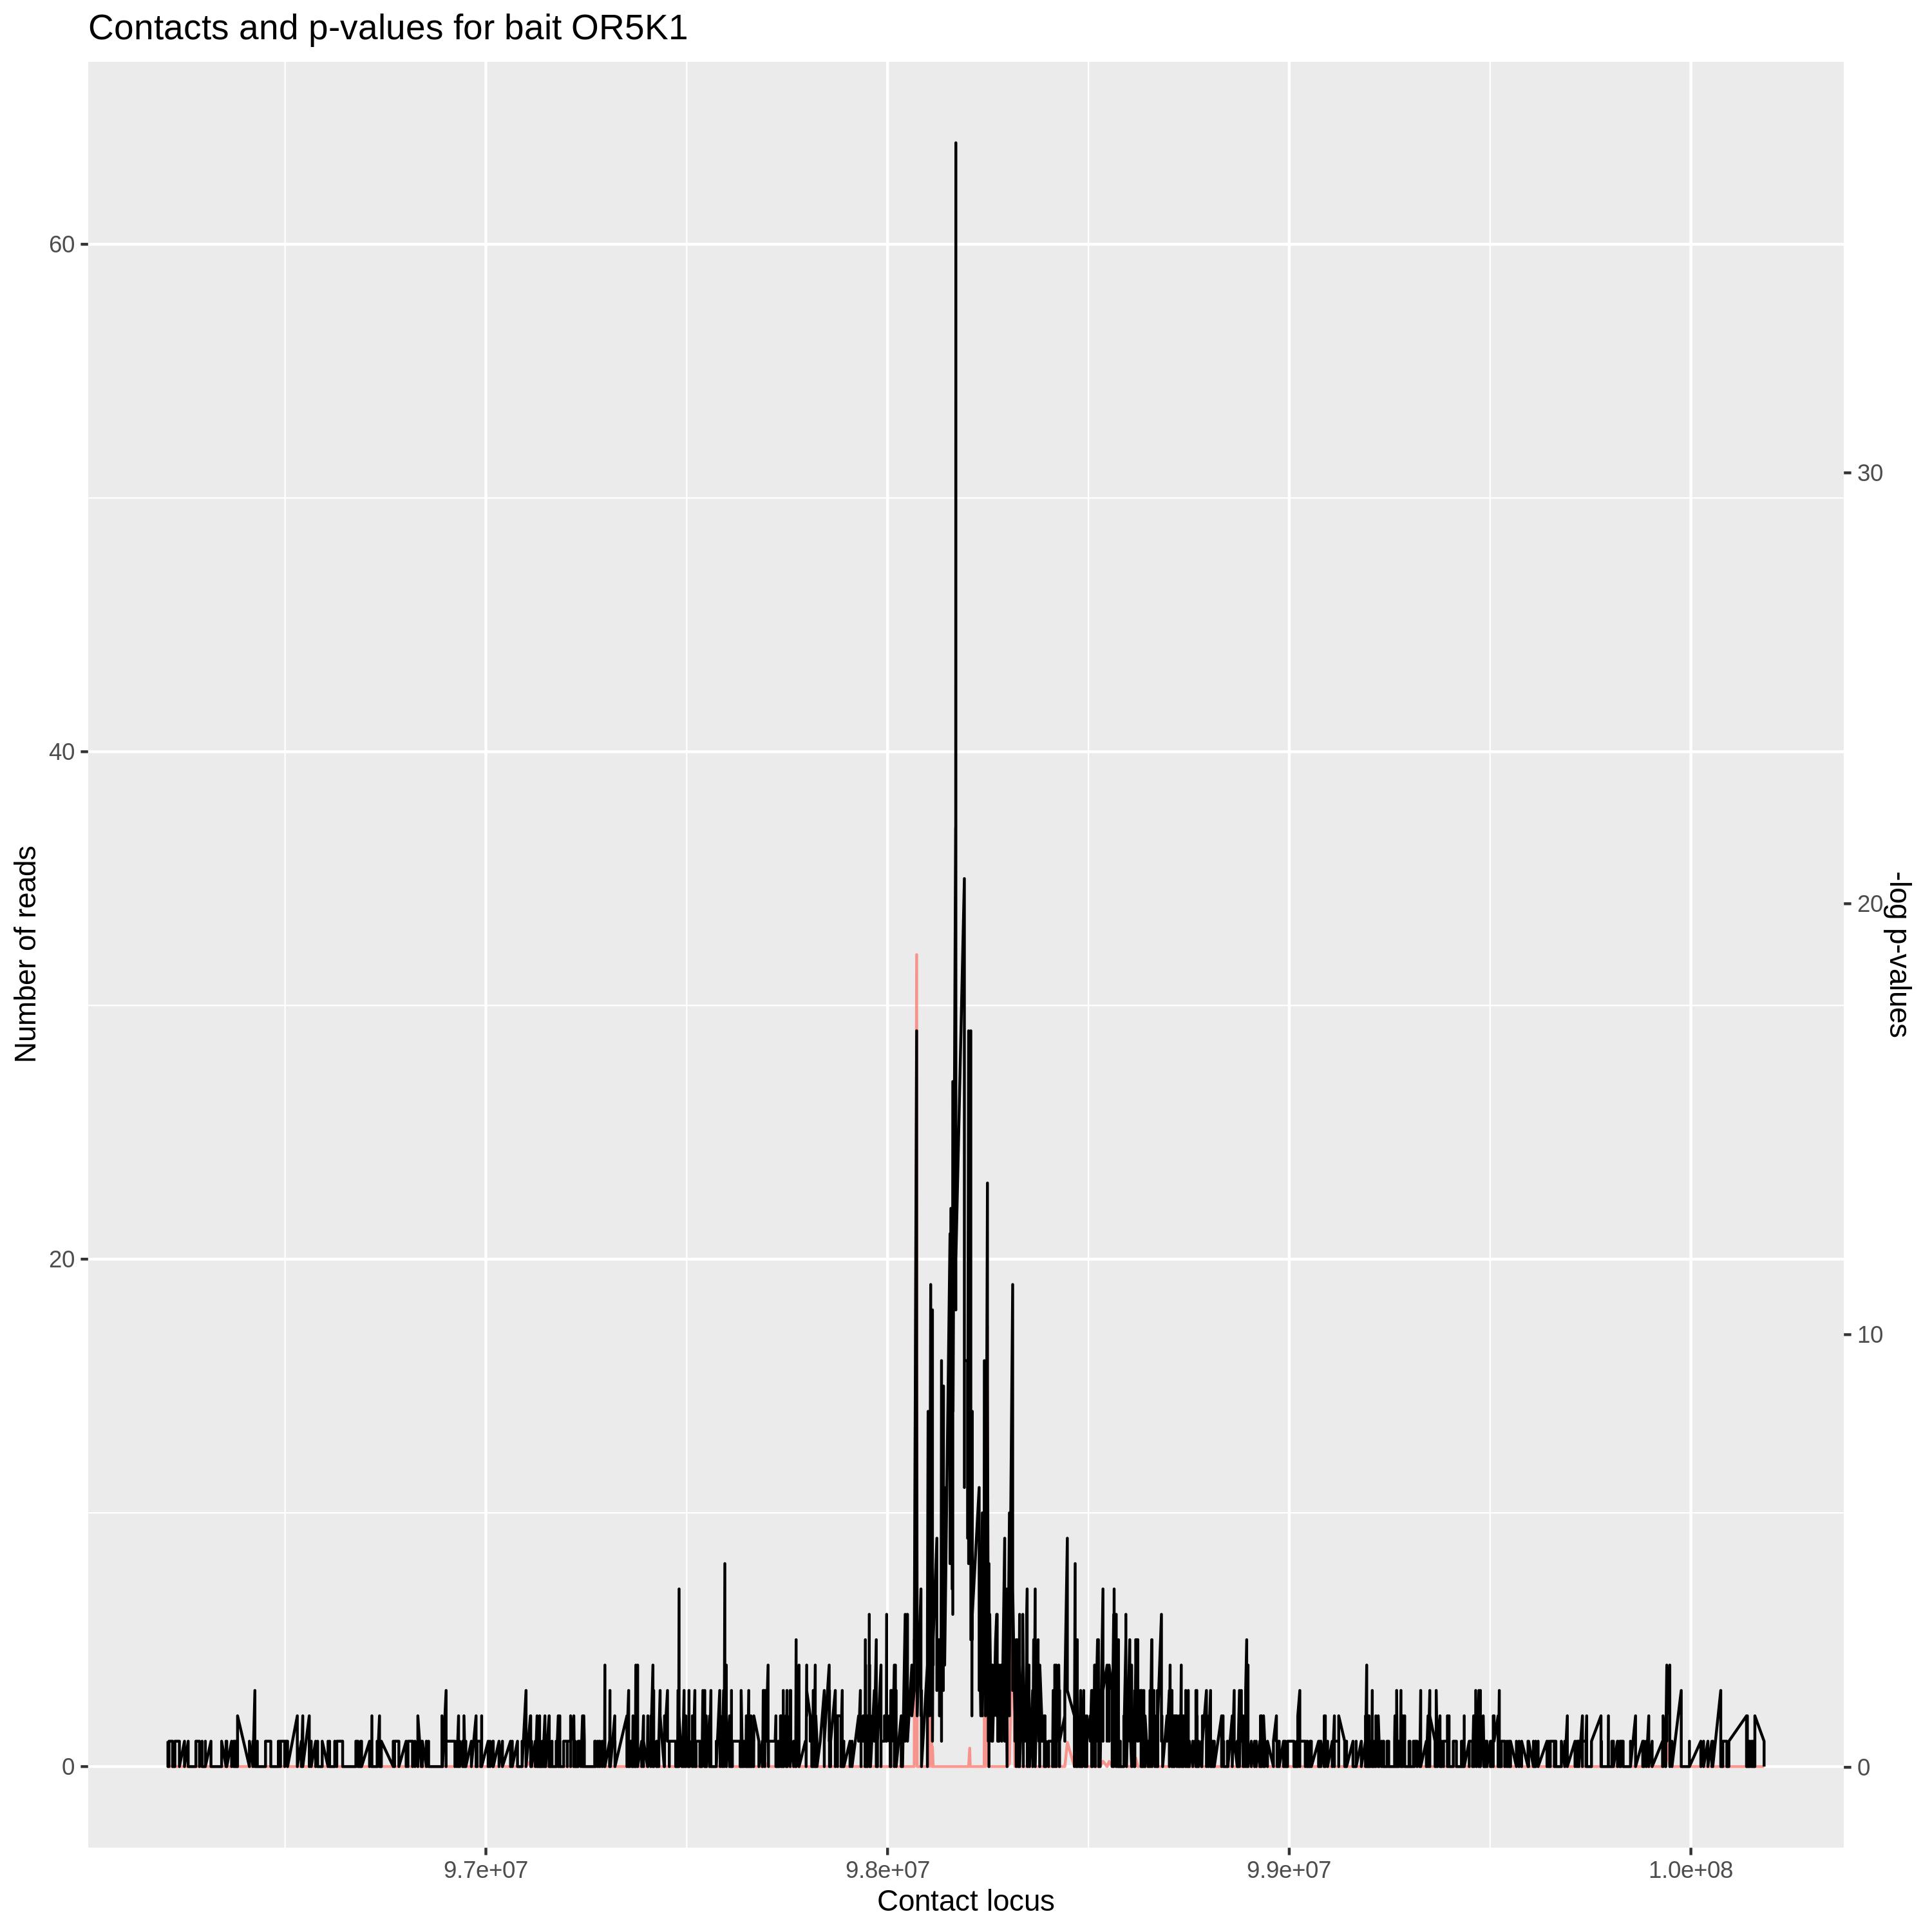 Contacts and p-values for bait OR5K1
60
40
20
0
30
20
10
0
Number of reads
-log p-values
9.7e+07
9.8e+07
9.9e+07
1.0e+08
Contact locus